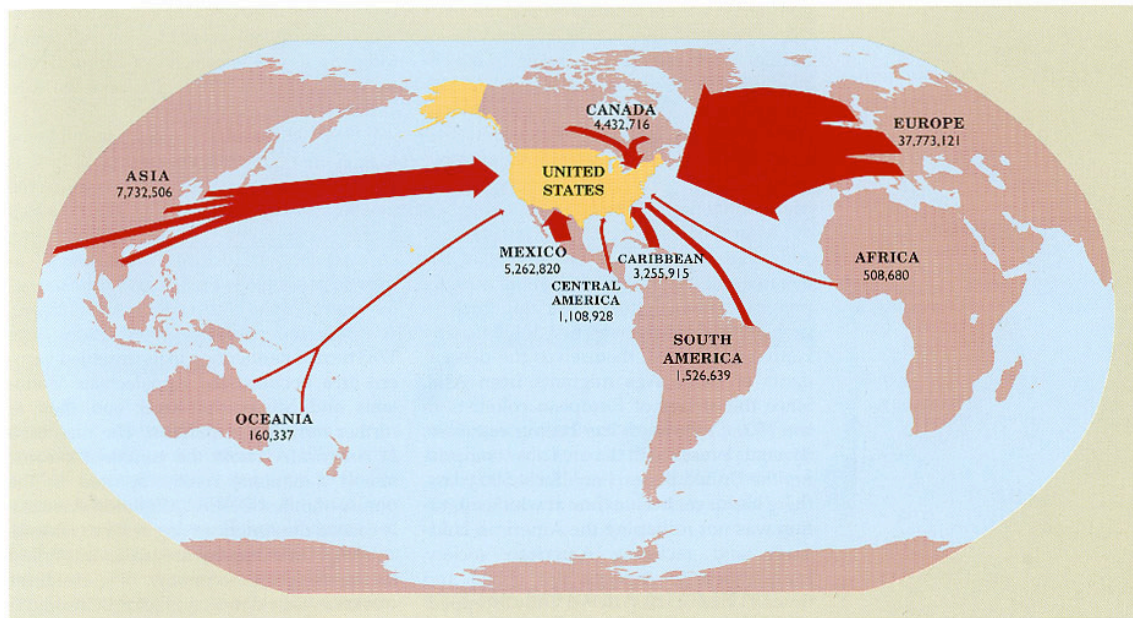 CANADA
4,432,716
EUROPE
37,773,121
ASIA
7,732,506
UNITED
STATES
MEXICO
5,262,820
CARIBBEAN
3,255,915
CENTRAL
AMERICA
1,108,928
AFRICA
508,680
SOUTH
AMERICA
1,526,639
OCEANIA
160,337